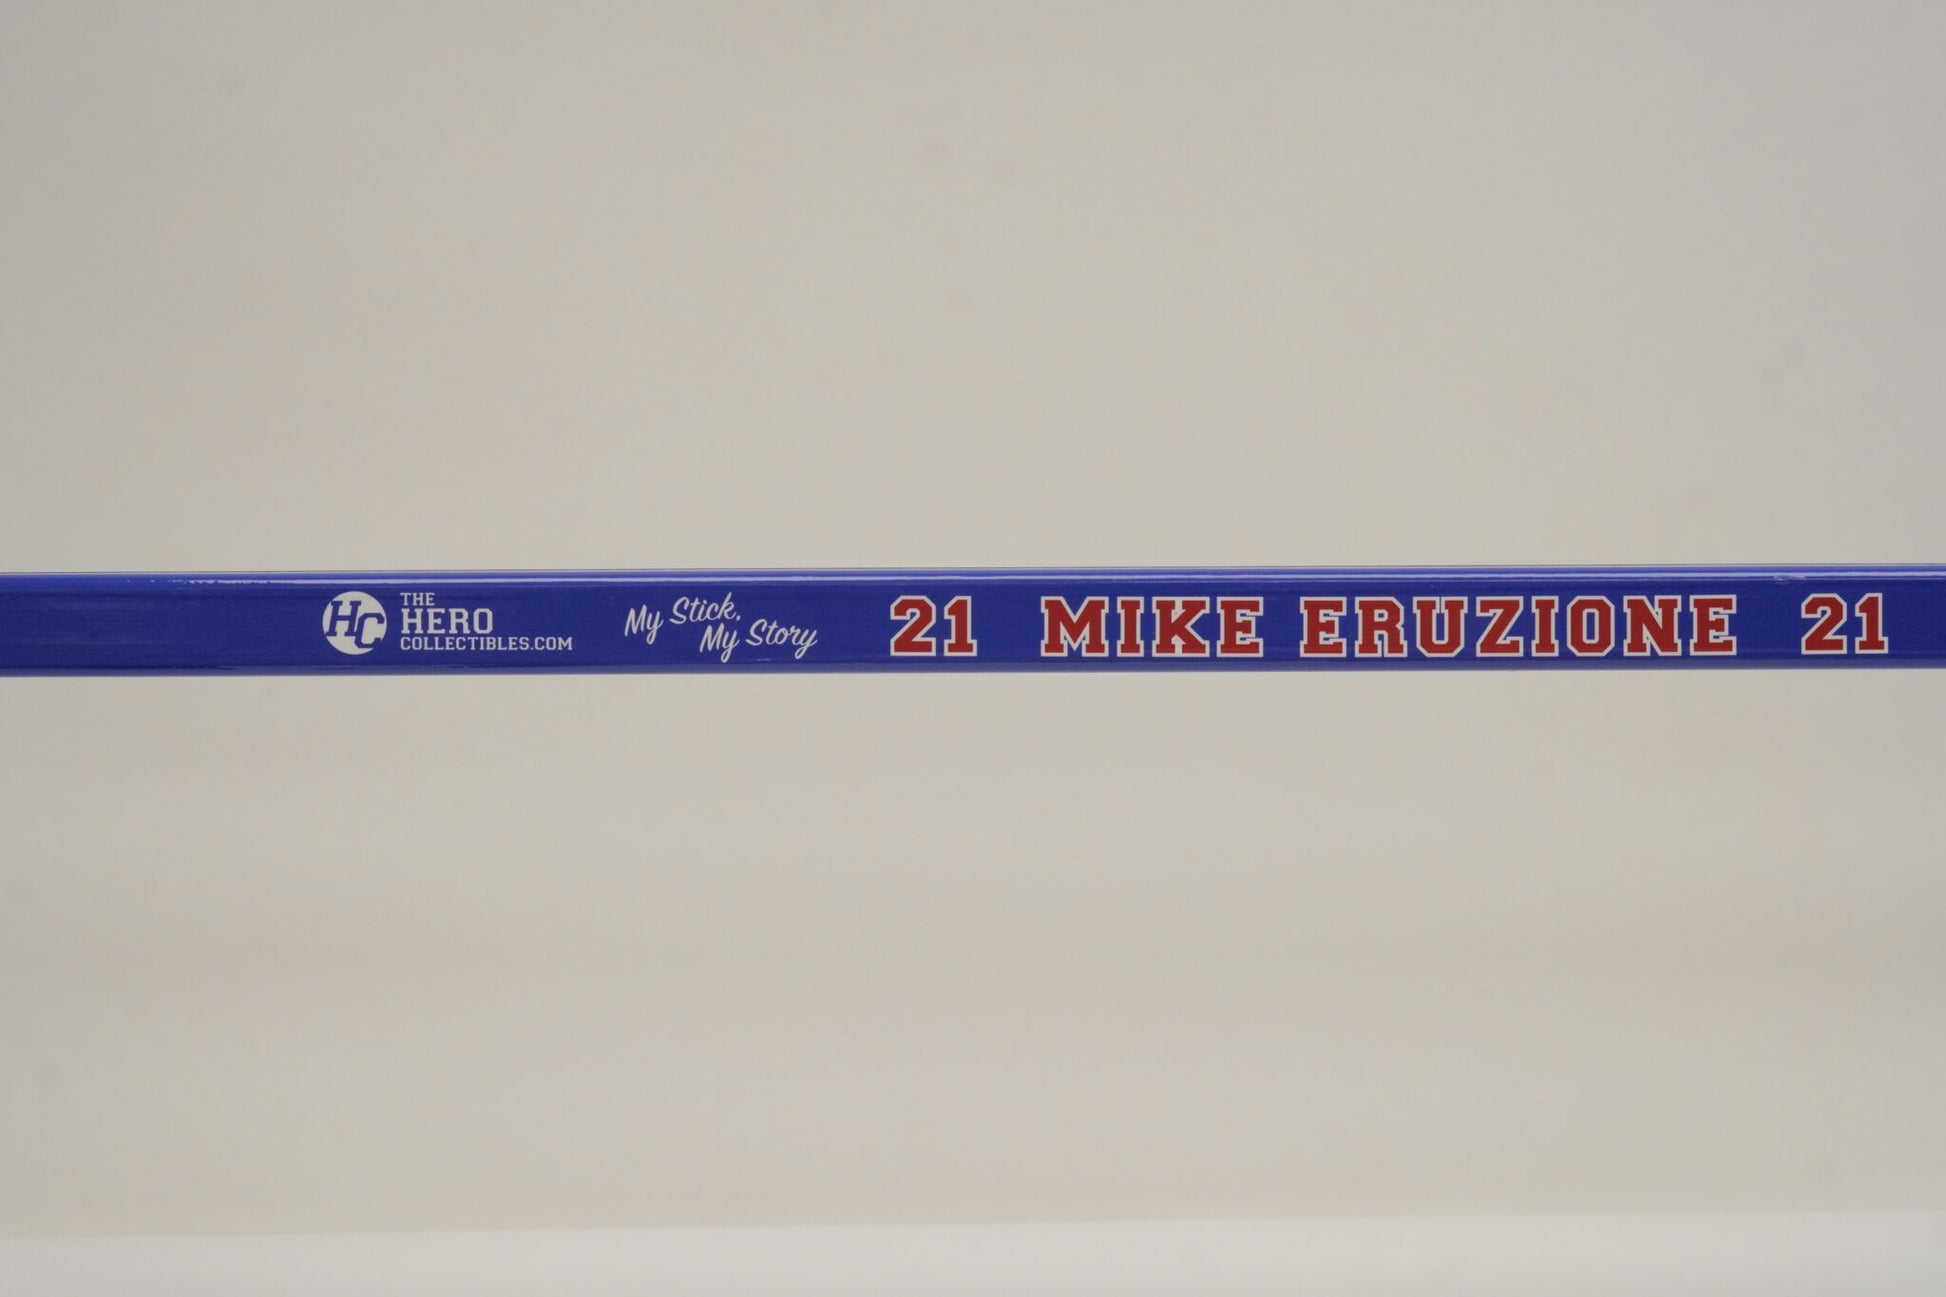 HC
THE
HERO
COLLECTIBLES.COM
My Stick,
My Story
21 MIKE ERUZIONE 21